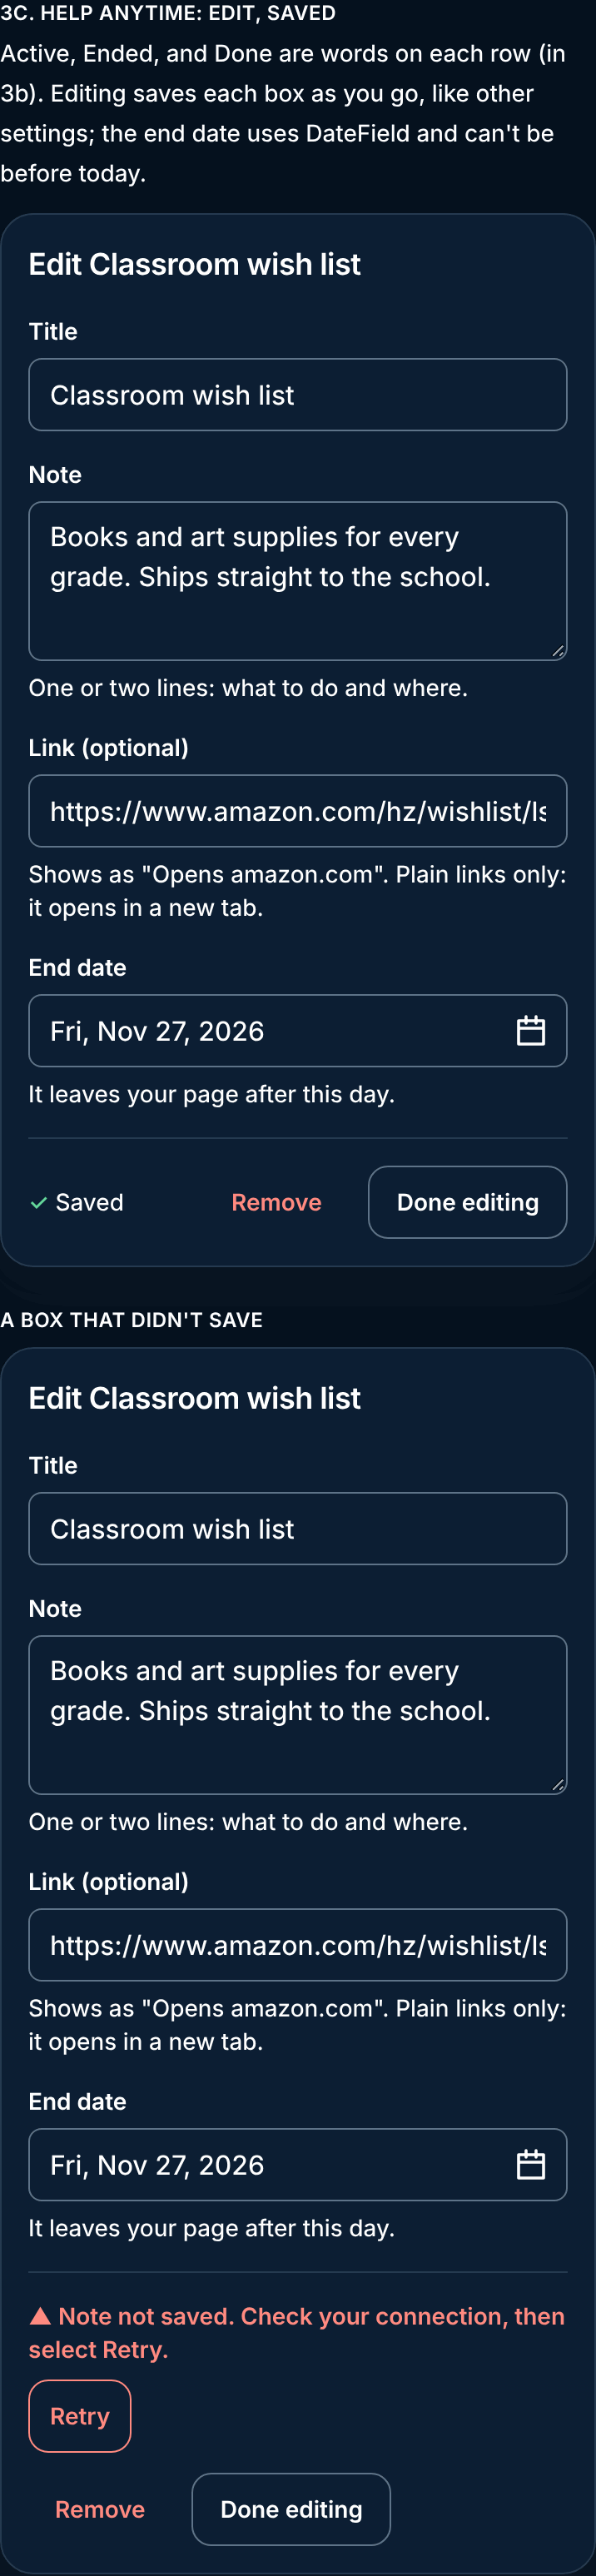 3C. HELP ANYTIME: EDIT, SAVED
Active, Ended, and Done are words on each row (in
3b). Editing saves each box as you go, like other
settings; the end date uses DateField and can't be
before today.
Edit Classroom wish list
Title
Classroom wish list
Note
Books and art supplies for every
grade. Ships straight to the school.
One or two lines: what to do and where.
Link (optional)
https://www.amazon.com/hz/wishlist/ls
Shows as "Opens amazon.com". Plain links only:
it opens in a new tab.
End date
Fri, Nov 27, 2026
It leaves your page after this day.
✓ Saved Remove Done editing
A BOX THAT DIDN'T SAVE
Edit Classroom wish list
Title
Classroom wish list
Note
Books and art supplies for every
grade. Ships straight to the school.
One or two lines: what to do and where.
Link (optional)
https://www.amazon.com/hz/wishlist/ls
Shows as "Opens amazon.com". Plain links only:
it opens in a new tab.
End date
Fri, Nov 27, 2026
It leaves your page after this day.
▲ Note not saved. Check your connection, then
select Retry.
Retry
Remove Done editing